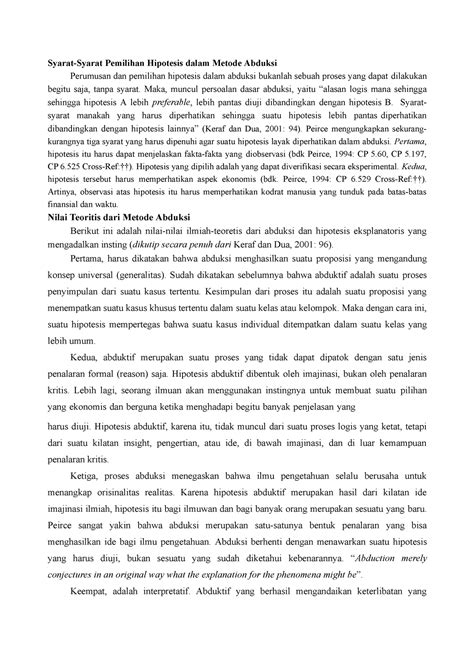 Syarat-Syarat Pemilihan Hipotesis dalam Metode Abduksi
Perumusan dan pemilihan hipotesis dalam abduksi bukanlah sebuah proses yang dapat dilakukan
begitu saja, tanpa syarat. Maka, muncul persoalan dasar abduksi, yaitu “alasan logis mana sehingga
sehingga hipotesis A lebih preferable, lebih pantas diuji dibandingkan dengan hipotesis B. Syarat-
syarat manakah yang harus diperhatikan sehingga suatu hipotesis lebih pantas diperhatikan
dibandingkan dengan hipotesis lainnya” (Keraf dan Dua, 2001: 94). Peirce mengungkapkan sekurang-
kurangnya tiga syarat yang harus dipenuhi agar suatu hipotesis layak diperhatikan dalam abduksi. Pertama,
hipotesis itu harus dapat menjelaskan fakta-fakta yang diobservasi (bdk Peirce, 1994: CP 5.60, CP 5.197,
CP 6.525 Cross-Ref:††). Hipotesis yang dipilih adalah yang dapat diverifikasi secara eksperimental. Kedua,
hipotesis tersebut harus memperhatikan aspek ekonomis (bdk. Peirce, 1994: CP 6.529 Cross-Ref:††).
Artinya, observasi atas hipotesis itu harus memperhatikan kodrat manusia yang tunduk pada batas-batas
finansial dan waktu.
Nilai Teoritis dari Metode Abduksi
Berikut ini adalah nilai-nilai ilmiah-teoretis dari abduksi dan hipotesis eksplanatoris yang
mengadalkan insting (dikutip secara penuh dari Keraf dan Dua, 2001: 96).
Pertama, harus dikatakan bahwa abduksi menghasilkan suatu proposisi yang mengandung
konsep universal (generalitas). Sudah dikatakan sebelumnya bahwa abduktif adalah suatu proses
penyimpulan dari suatu kasus tertentu. Kesimpulan dari proses itu adalah suatu proposisi yang
menempatkan suatu kasus khusus tertentu dalam suatu kelas atau kelompok. Maka dengan cara ini,
suatu hipotesis mempertegas bahwa suatu kasus individual ditempatkan dalam suatu kelas yang
lebih umum.
Kedua, abduktif merupakan suatu proses yang tidak dapat dipatok dengan satu jenis
penalaran formal (reason) saja. Hipotesis abduktif dibentuk oleh imajinasi, bukan oleh penalaran
kritis. Lebih lagi, seorang ilmuan akan menggunakan instingnya untuk membuat suatu pilihan
yang ekonomis dan berguna ketika menghadapi begitu banyak penjelasan yang
harus diuji. Hipotesis abduktif, karena itu, tidak muncul dari suatu proses logis yang ketat, tetapi
dari suatu kilatan insight, pengertian, atau ide, di bawah imajinasi, dan di luar kemampuan
penalaran kritis.
Ketiga, proses abduksi menegaskan bahwa ilmu pengetahuan selalu berusaha untuk
menangkap orisinalitas realitas. Karena hipotesis abduktif merupakan hasil dari kilatan ide
imajinasi ilmiah, hipotesis itu bagi ilmuwan dan bagi banyak orang merupakan sesuatu yang baru.
Peirce sangat yakin bahwa abduksi merupakan satu-satunya bentuk penalaran yang bisa
menghasilkan ide bagi ilmu pengetahuan. Abduksi berhenti dengan menawarkan suatu hipotesis
yang harus diuji, bukan sesuatu yang sudah diketahui kebenarannya. “Abduction merely
conjectures in an original way what the explanation for the phenomena might be”.
Keempat, adalah interpretatif. Abduktif yang berhasil mengandaikan keterlibatan yang